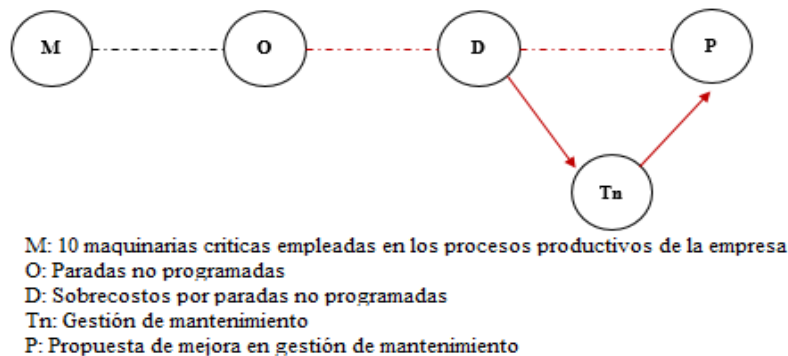 M
O
D
P
Tn
M: 10 maquinarias criticas empleadas en los procesos productivos de la empresa
O: Paradas no programadas
D: Sobrecostos por paradas no programadas
Tn: Gestión de mantenimiento
P: Propuesta de mejora en gestión de mantenimiento